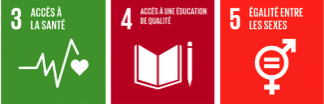 3 ACCÈS À
LA SANTÉ
4 ACCÈS À UNE ÉDUCATION
DE QUALITÉ
5 ÉGALITÉ ENTRE
LES SEXES